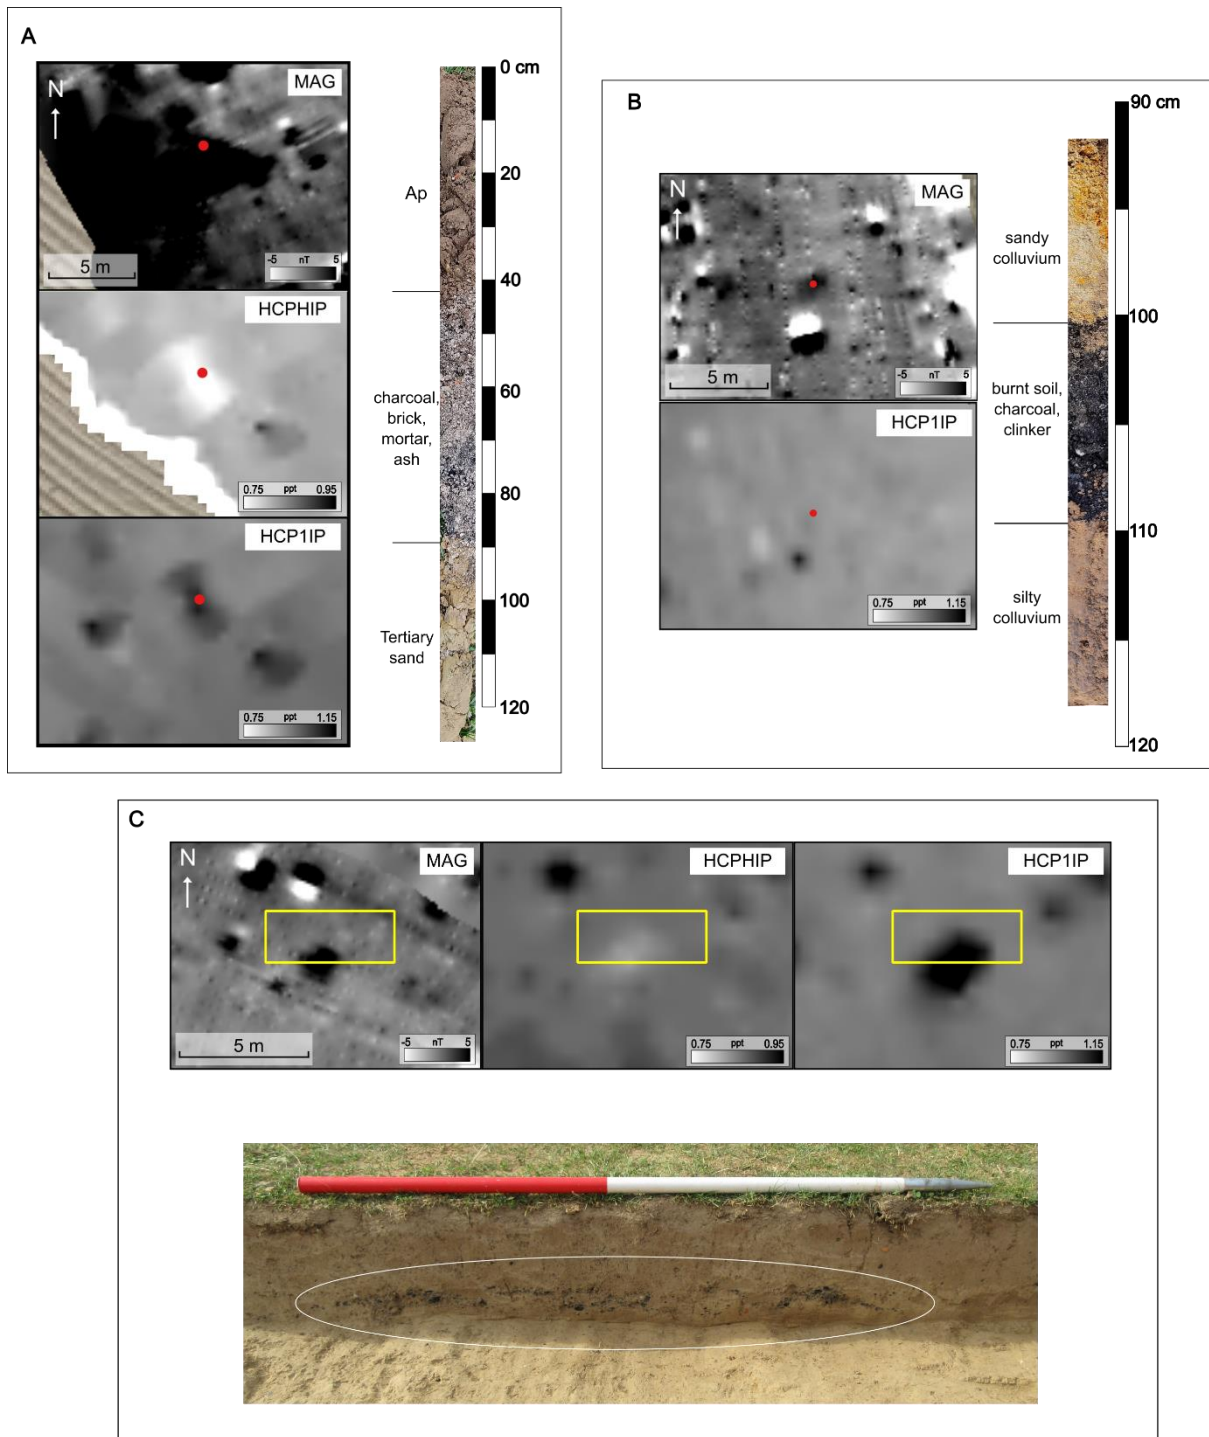 A
MAG
N
5 m
-5 nT 5
HCPHIP
0.75 ppt 0.95
HCP1IP
0.75 ppt 1.15
Ap
charcoal,
brick,
mortar,
ash
Tertiary
sand
0 cm
20
40
60
80
100
120
B
MAG
N
5 m
-5 nT 5
HCP1IP
0.75 ppt 1.15
sandy
colluvium
burnt soil,
charcoal,
clinker
silty
colluvium
90 cm
100
110
120
C
MAG
N
5 m
-5 nT 5
HCPHIP
0.75 ppt 0.95
HCP1IP
0.75 ppt 1.15